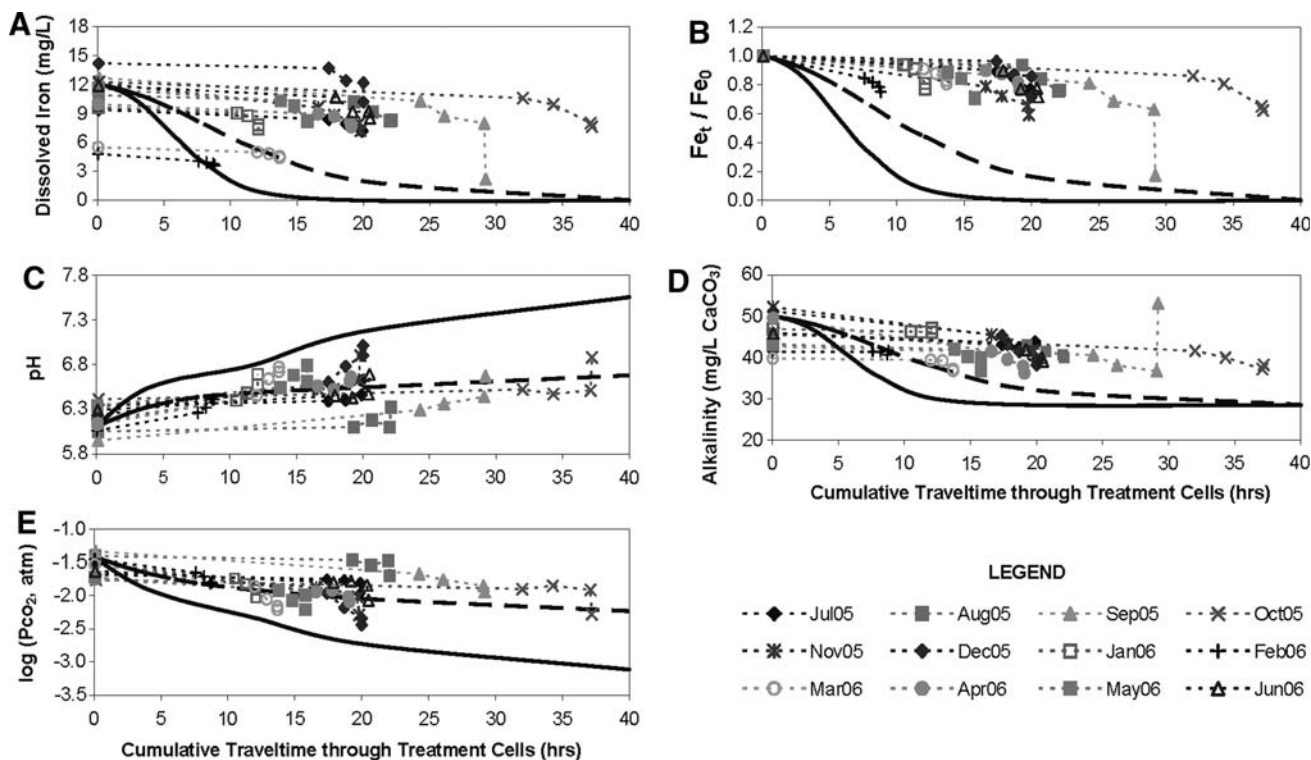 A
Dissolved Iron (mg/L)
18
15
12
9
6
3
0
0 5 10 15 20 25 30 35 40
B
Fet / Fe0
1.0
1.0
0.8
0.6
0.4
0.2
0.0
0 5 10 15 20 25 30 35 40
C
pH
7.8
7.3
6.8
6.3
5.8
0 5 10 15 20 25 30 35 40
D
Alkalinity (mg/L CaCO3)
60
50
40
30
20
0 5 10 15 20 25 30 35 40
Cumulative Traveltime through Treatment Cells (hrs)
E
log (Pco2, atm)
-1.0
-1.5
-2.0
-2.5
-3.0
-3.5
0 5 10 15 20 25 30 35 40
Cumulative Traveltime through Treatment Cells (hrs)
LEGEND
Jul05 Aug05 Sep05 Oct05
Nov05 Dec05 Jan06 Feb06
Mar06 Apr06 May06 Jun06